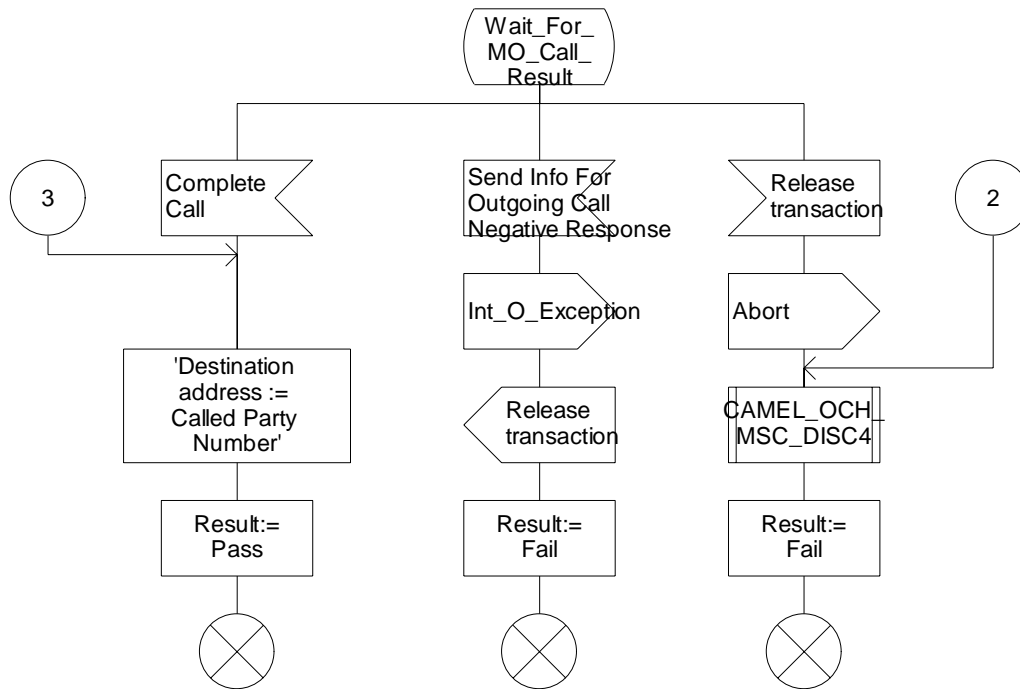 Wait_For_
MO_Call_
Result
3
Complete
Call
Send Info For
Outgoing Call
Negative Response
Release
transaction
2
Int_O_Exception
Abort
'Destination
address :=
Called Party
Number'
Release
transaction
CAMEL_OCH_
MSC_DISC4
Result:=
Pass
Result:=
Fail
Result:=
Fail